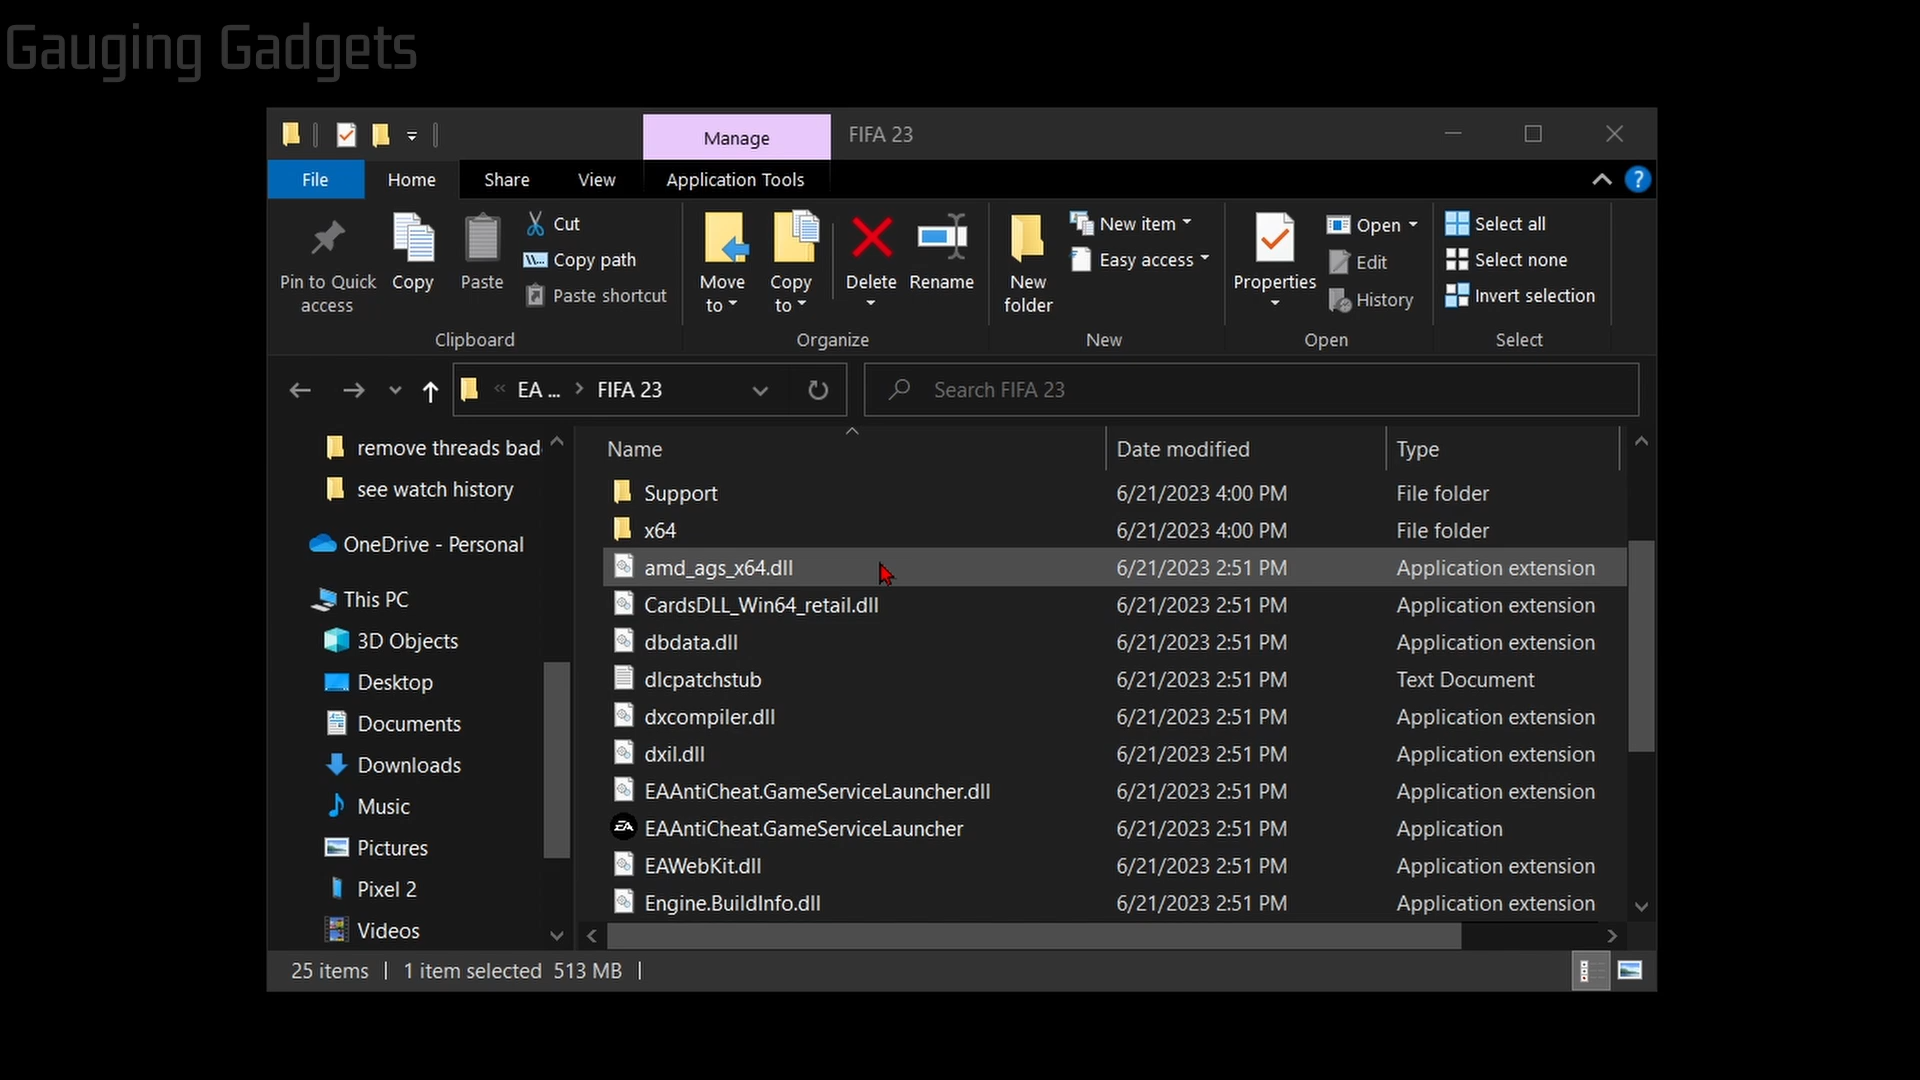 Gauging Gadgets
Manage
FIFA 23
File
Home
Share
View
Application Tools
?
Pin to Quick
access
Copy
Paste
Cut
Copy path
Paste shortcut
Clipboard
Move
to
Copy
to
Delete
Rename
Organize
New
folder
New item
Easy access
New
Properties
Open
Edit
History
Open
Select all
Select none
Invert selection
Select
« EA ... > FIFA 23
Search FIFA 23
remove threads bad
see watch history
OneDrive - Personal
This PC
3D Objects
Desktop
Documents
Downloads
Music
Pictures
Pixel 2
Videos
Name Date modified Type
Support 6/21/2023 4:00 PM File folder
x64 6/21/2023 4:00 PM File folder
amd_ags_x64.dll 6/21/2023 2:51 PM Application extension
CardsDLL_Win64_retail.dll 6/21/2023 2:51 PM Application extension
dbdata.dll 6/21/2023 2:51 PM Application extension
dlcpatchstub 6/21/2023 2:51 PM Text Document
dxcompiler.dll 6/21/2023 2:51 PM Application extension
dxil.dll 6/21/2023 2:51 PM Application extension
EAAntiCheat.GameServiceLauncher.dll 6/21/2023 2:51 PM Application extension
EA EAAntiCheat.GameServiceLauncher 6/21/2023 2:51 PM Application
EAWebKit.dll 6/21/2023 2:51 PM Application extension
Engine.BuildInfo.dll 6/21/2023 2:51 PM Application extension
25 items | 1 item selected 513 MB |